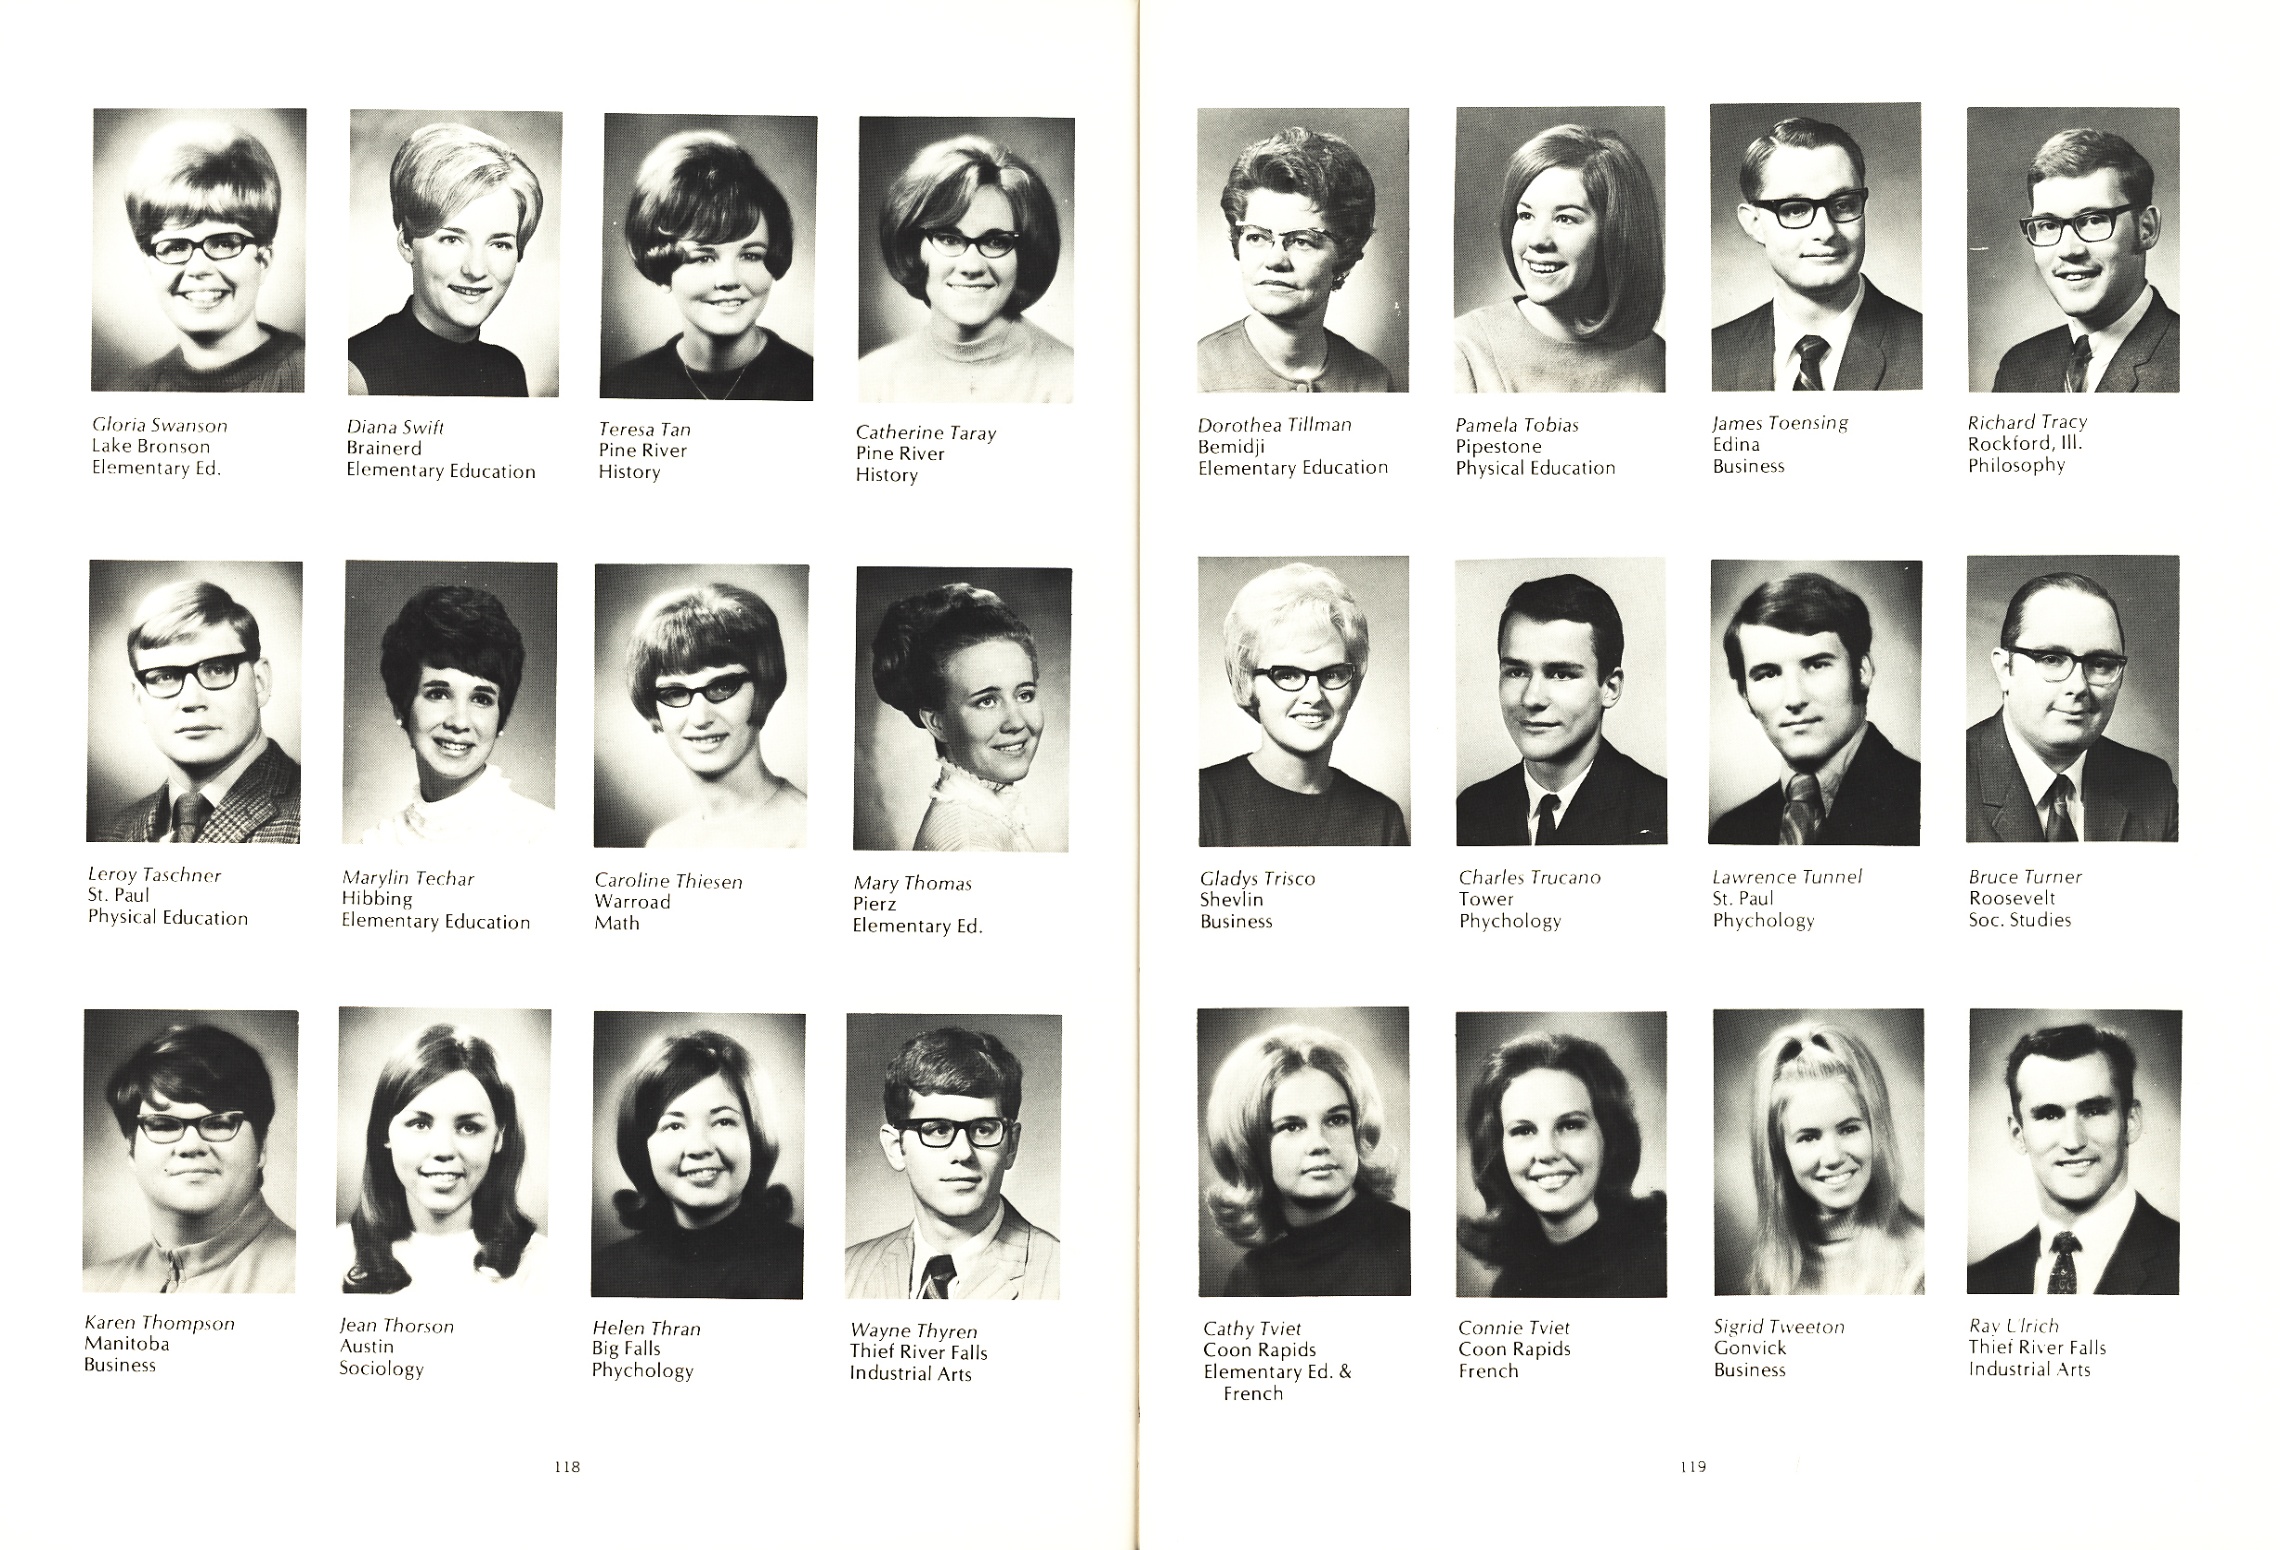 Gloria Swanson
Lake Bronson
Elementary Ed.
Diana Swift
Brainerd
Elementary Education
Teresa Tan
Pine River
History
Catherine Taray
Pine River
History
Leroy Taschner
St. Paul
Physical Education
Marylin Techar
Hibbing
Elementary Education
Caroline Thiesen
Warroad
Math
Mary Thomas
Pierz
Elementary Ed.
Karen Thompson
Manitoba
Business
Jean Thorson
Austin
Sociology
Helen Thran
Big Falls
Phychology
Wayne Thyren
Thief River Falls
Industrial Arts
118
Dorothea Tillman
Bemidji
Elementary Education
Pamela Tobias
Pipestone
Physical Education
James Toensing
Edina
Business
Richard Tracy
Rockford, Ill.
Philosophy
Gladys Trisco
Shevlin
Business
Charles Trucano
Tower
Phychology
Lawrence Tunnel
St. Paul
Phychology
Bruce Turner
Roosevelt
Soc. Studies
Cathy Tviet
Coon Rapids
Elementary Ed. &
French
Connie Tviet
Coon Rapids
French
Sigrid Tweeton
Gonvick
Business
Ray Ulrich
Thief River Falls
Industrial Arts
119